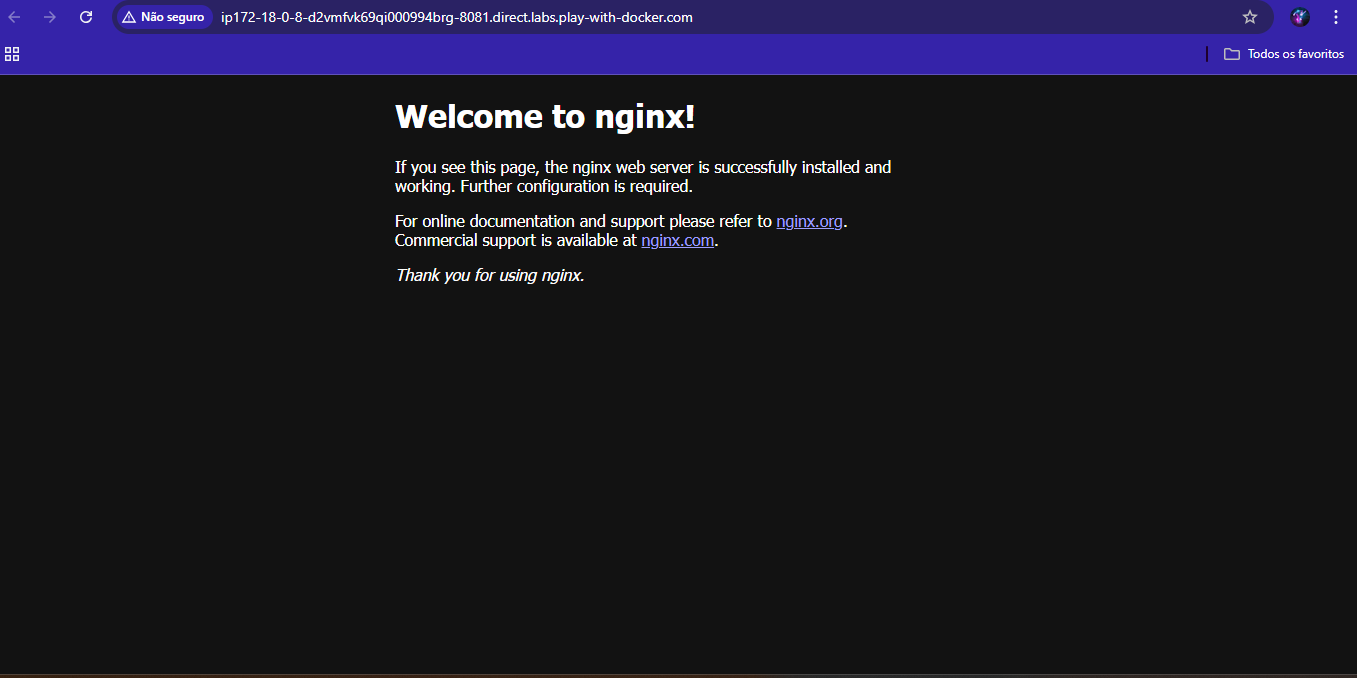 Não seguro
ip172-18-0-8-d2vmfvk69qi000994brg-8081.direct.labs.play-with-docker.com
Todos os favoritos
Welcome to nginx!
If you see this page, the nginx web server is successfully installed and
working. Further configuration is required.
For online documentation and support please refer to nginx.org.
Commercial support is available at nginx.com.
Thank you for using nginx.